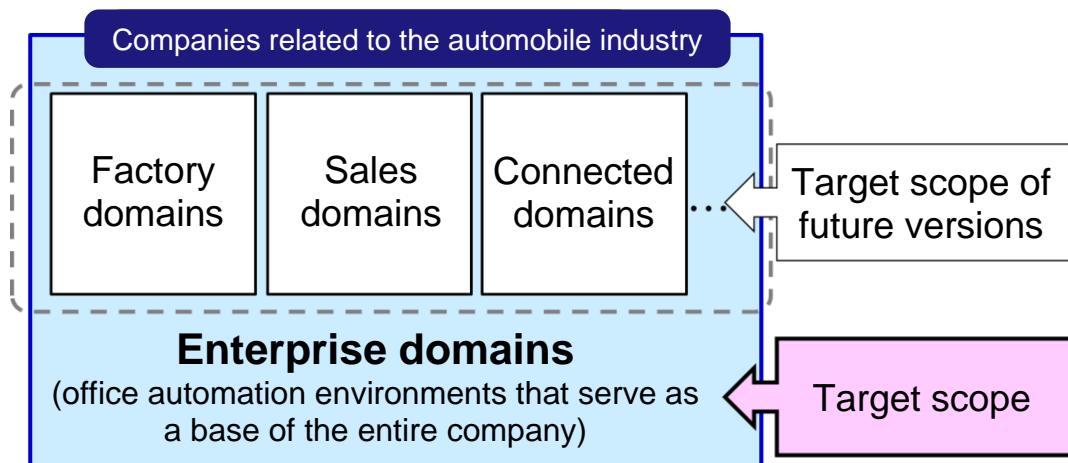 Companies related to the automobile industry
Factory
domains
Sales
domains
Connected
domains
...
Target scope of
future versions
Enterprise domains
(office automation environments that serve as
a base of the entire company)
Target scope